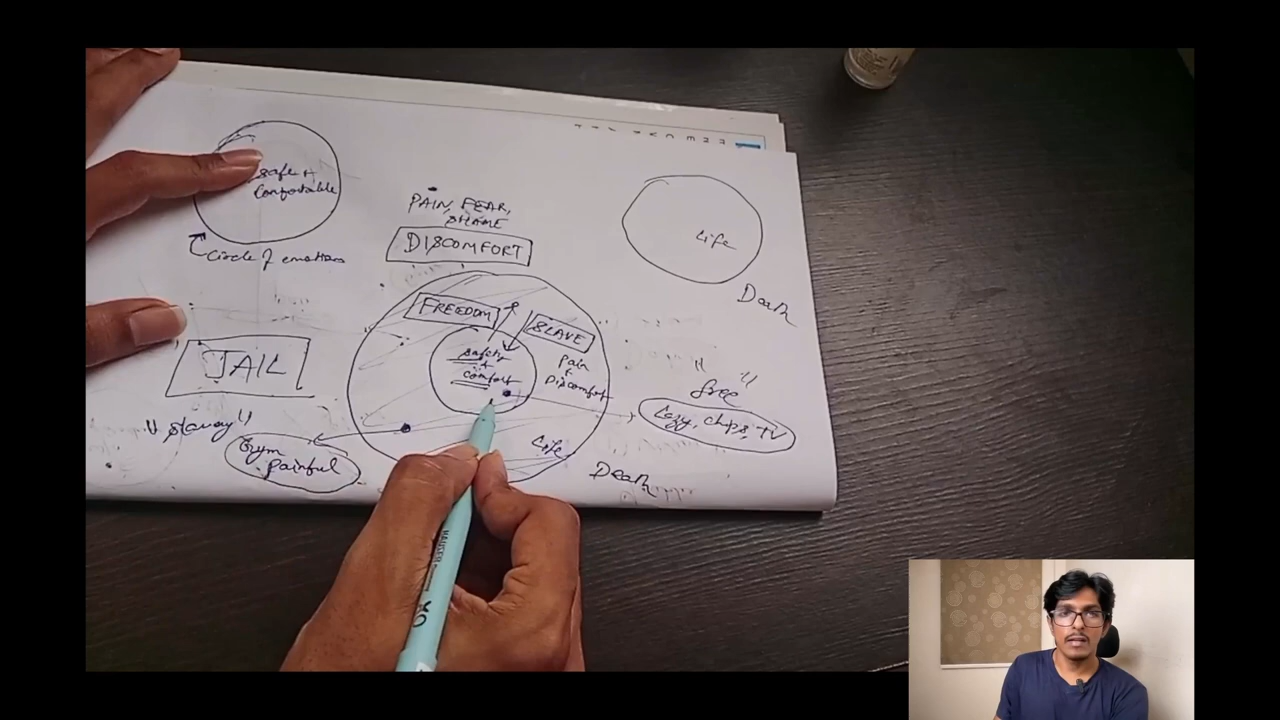 safe +
Comfortable
Circle of emotions
PAIN, FEAR,
SHAME
DISCOMFORT
Life
Death
FREEDOM
SLAVE
safety
+
comfort
Pain
+
Discomfort
Life
Death
JAIL
"slavery"
Gym
painful
"free"
Lazy, chips, TV